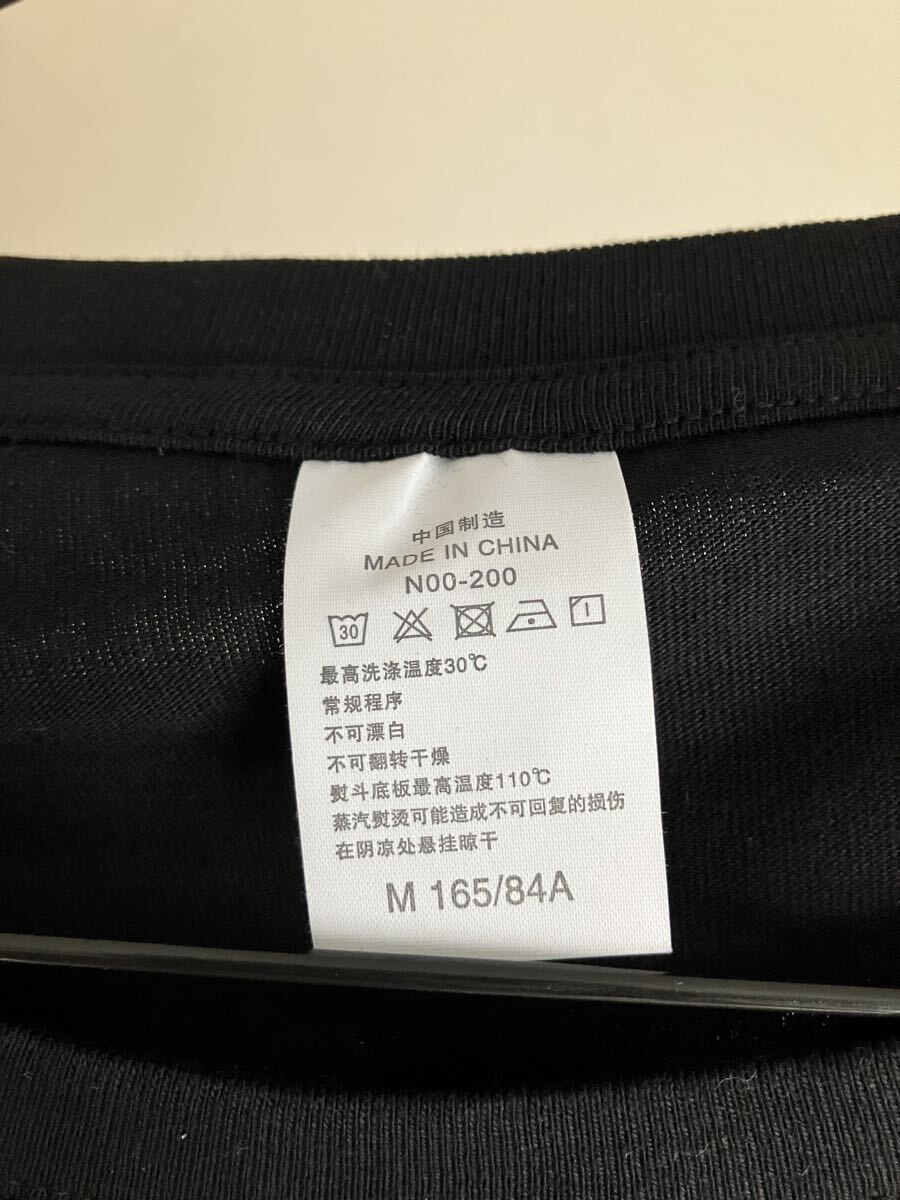 中国制造
MADE IN CHINA
N00-200
30
最高洗涤温度30℃
常规程序
不可漂白
不可翻转干燥
熨斗底板最高温度110℃
蒸汽熨烫可能造成不可回复的损伤
在阴凉处悬挂晾干
M 165/84A